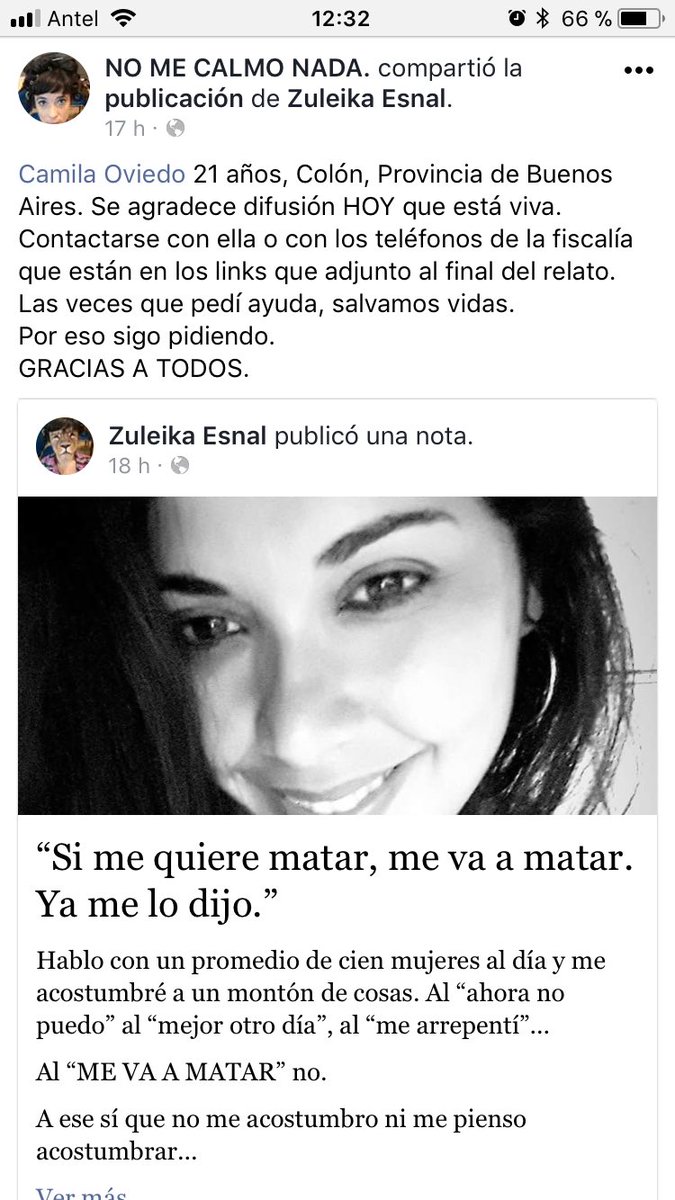 Antel 12:32 66 %
NO ME CALMO NADA. compartió la
publicación de Zuleika Esnal.
17 h ·
Camila Oviedo 21 años, Colón, Provincia de Buenos
Aires. Se agradece difusión HOY que está viva.
Contactarse con ella o con los teléfonos de la fiscalía
que están en los links que adjunto al final del relato.
Las veces que pedí ayuda, salvamos vidas.
Por eso sigo pidiendo.
GRACIAS A TODOS.
Zuleika Esnal publicó una nota.
18 h ·
“Si me quiere matar, me va a matar.
Ya me lo dijo.”
Hablo con un promedio de cien mujeres al día y me
acostumbré a un montón de cosas. Al “ahora no
puedo” al “mejor otro día”, al “me arrepentí”...
Al “ME VA A MATAR” no.
A ese sí que no me acostumbro ni me pienso
acostumbrar...
Ver más